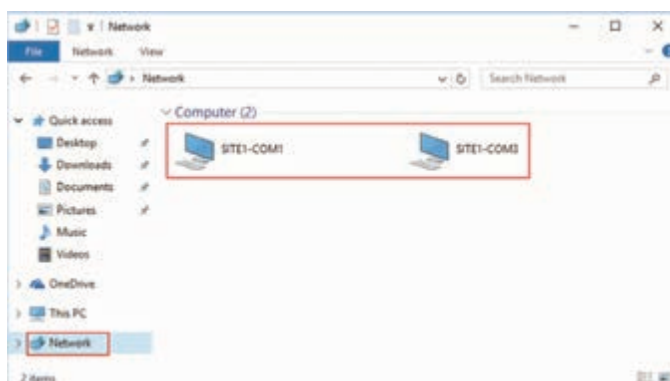 Network
File Network View
Network
Search Network
Quick access
Desktop
Downloads
Documents
Pictures
Music
Videos
OneDrive
This PC
Network
Computer (2)
SITE1-COM1 SITE1-COM3
2 items